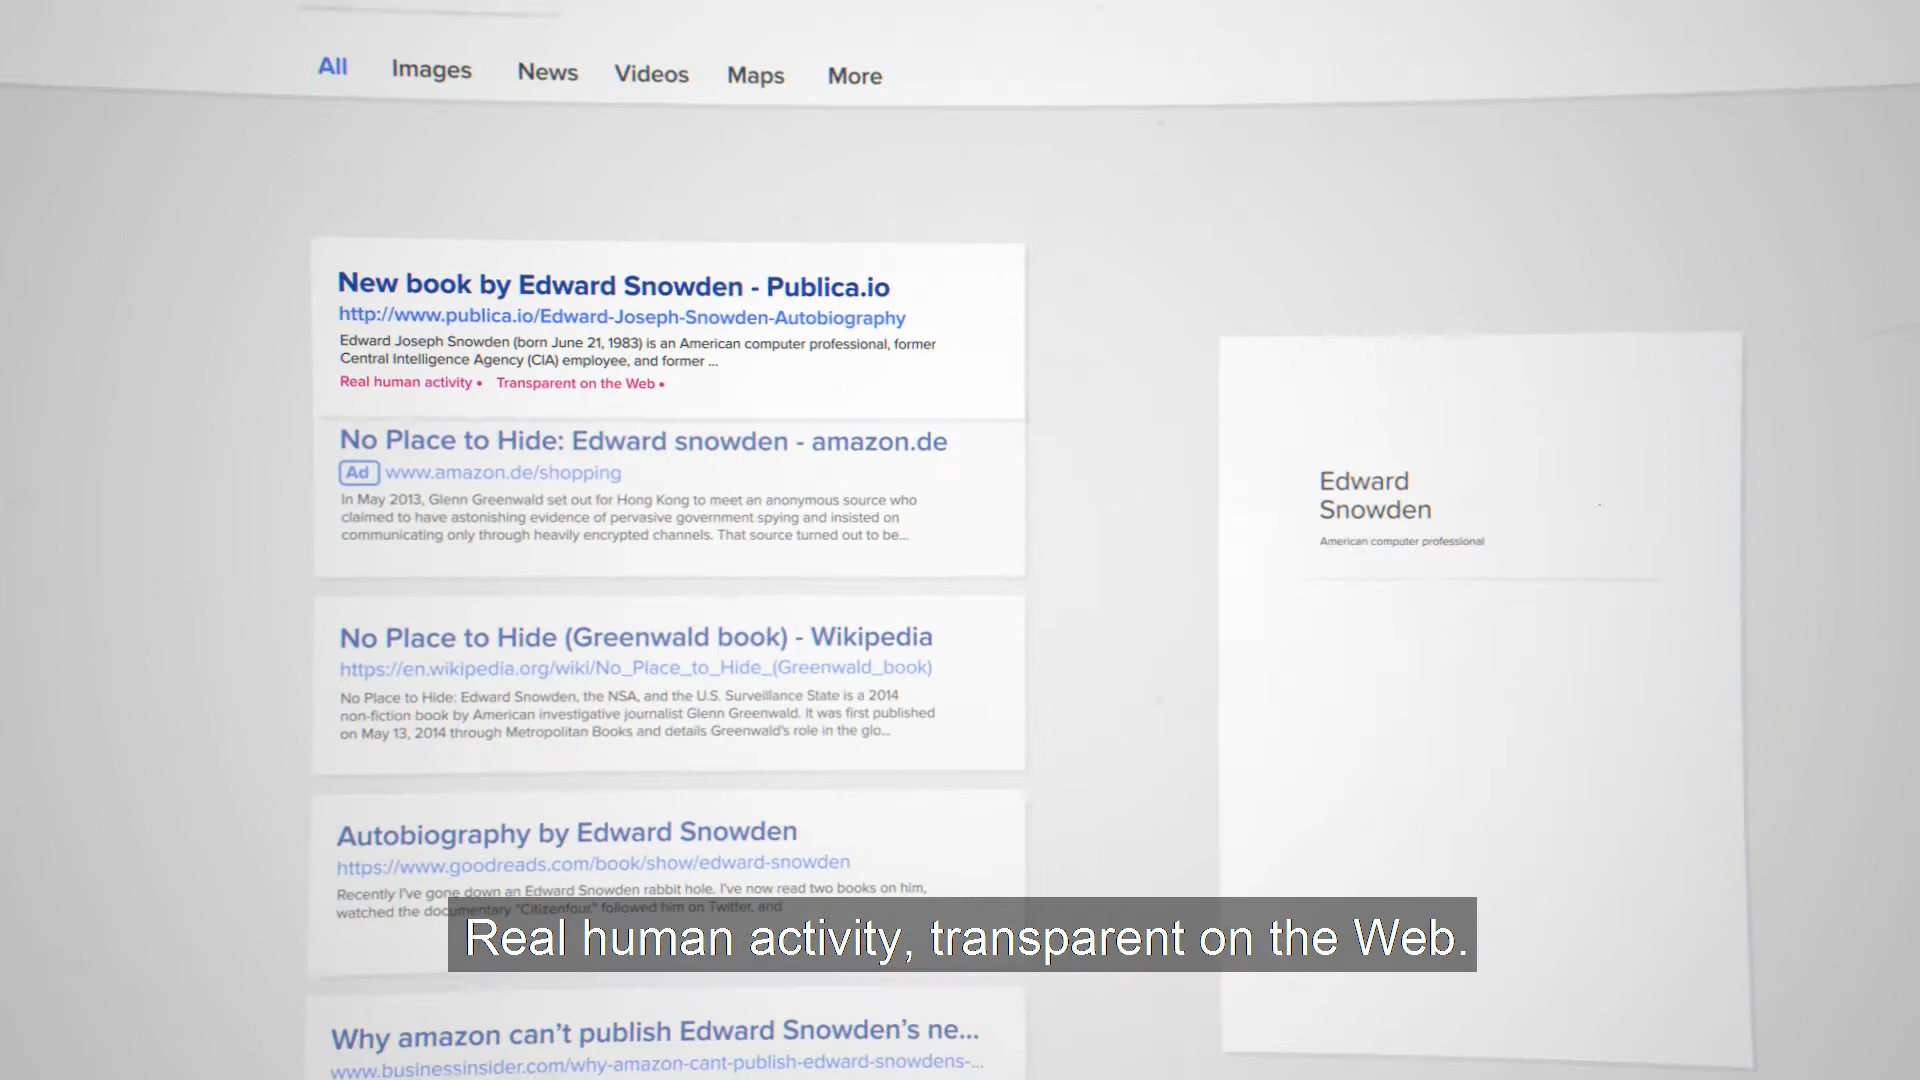 All Images News Videos Maps More
New book by Edward Snowden - Publica.io
http://www.publica.io/Edward-Joseph-Snowden-Autobiography
Edward Joseph Snowden (born June 21, 1983) is an American computer professional, former
Central Intelligence Agency (CIA) employee, and former ...
Real human activity • Transparent on the Web •
No Place to Hide: Edward snowden - amazon.de
Ad www.amazon.de/shopping
In May 2013, Glenn Greenwald set out for Hong Kong to meet an anonymous source who
claimed to have astonishing evidence of pervasive government spying and insisted on
communicating only through heavily encrypted channels. That source turned out to be...
No Place to Hide (Greenwald book) - Wikipedia
https://en.wikipedia.org/wiki/No_Place_to_Hide_(Greenwald_book)
No Place to Hide: Edward Snowden, the NSA, and the U.S. Surveillance State is a 2014
non-fiction book by American investigative journalist Glenn Greenwald. It was first published
on May 13, 2014 through Metropolitan Books and details Greenwald's role in the glo...
Autobiography by Edward Snowden
https://www.goodreads.com/book/show/edward-snowden
Recently I've gone down an Edward Snowden rabbit hole. I've now read two books on him,
watched the documentary "Citizenfour," followed him on Twitter, and
Why amazon can't publish Edward Snowden's ne...
www.businessinsider.com/why-amazon-cant-publish-edward-snowdens-...
Edward
Snowden
American computer professional
Real human activity, transparent on the Web.